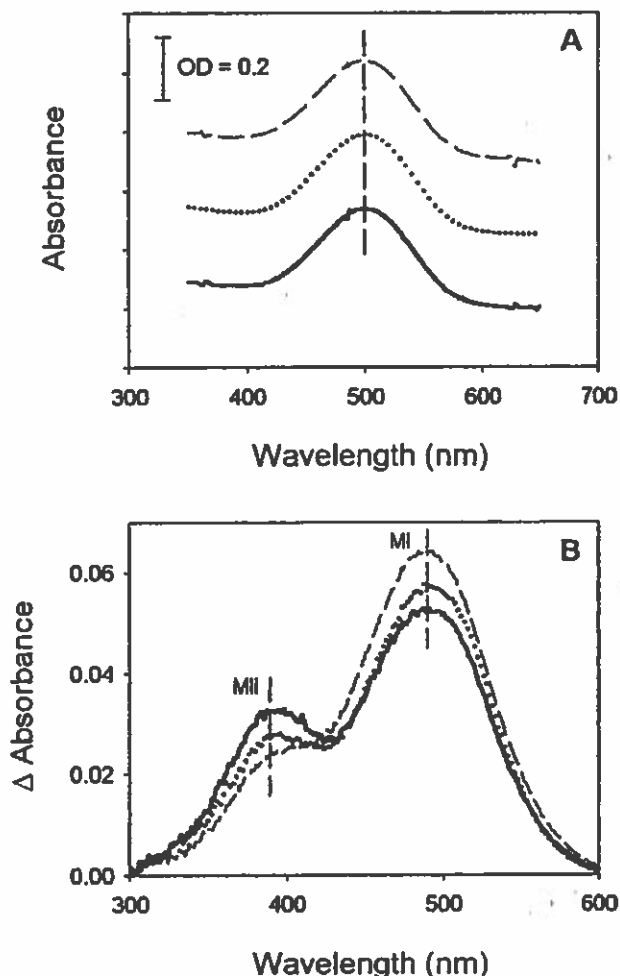 A
OD = 0.2
Absorbance
300 400 500 600 700
Wavelength (nm)
B
MI
MII
0.06
0.04
0.02
0.00
Δ Absorbance
300 400 500 600
Wavelength (nm)